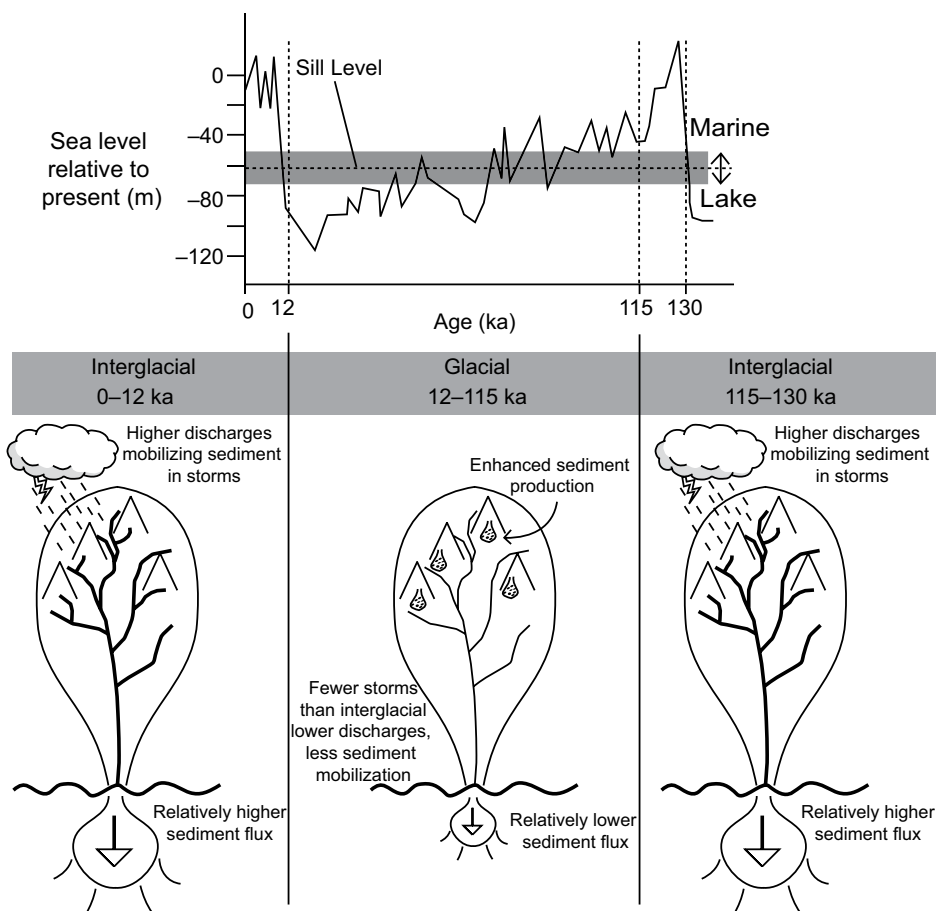 Sill Level
0
–40
–80
–120
Sea level
relative to
present (m)
Marine
Lake
0
12
115
130
Age (ka)
Interglacial
0–12 ka
Glacial
12–115 ka
Interglacial
115–130 ka
Higher discharges
mobilizing sediment
in storms
Enhanced sediment
production
Higher discharges
mobilizing sediment
in storms
Fewer storms
than interglacial
lower discharges,
less sediment
mobilization
Relatively higher
sediment flux
Relatively lower
sediment flux
Relatively higher
sediment flux